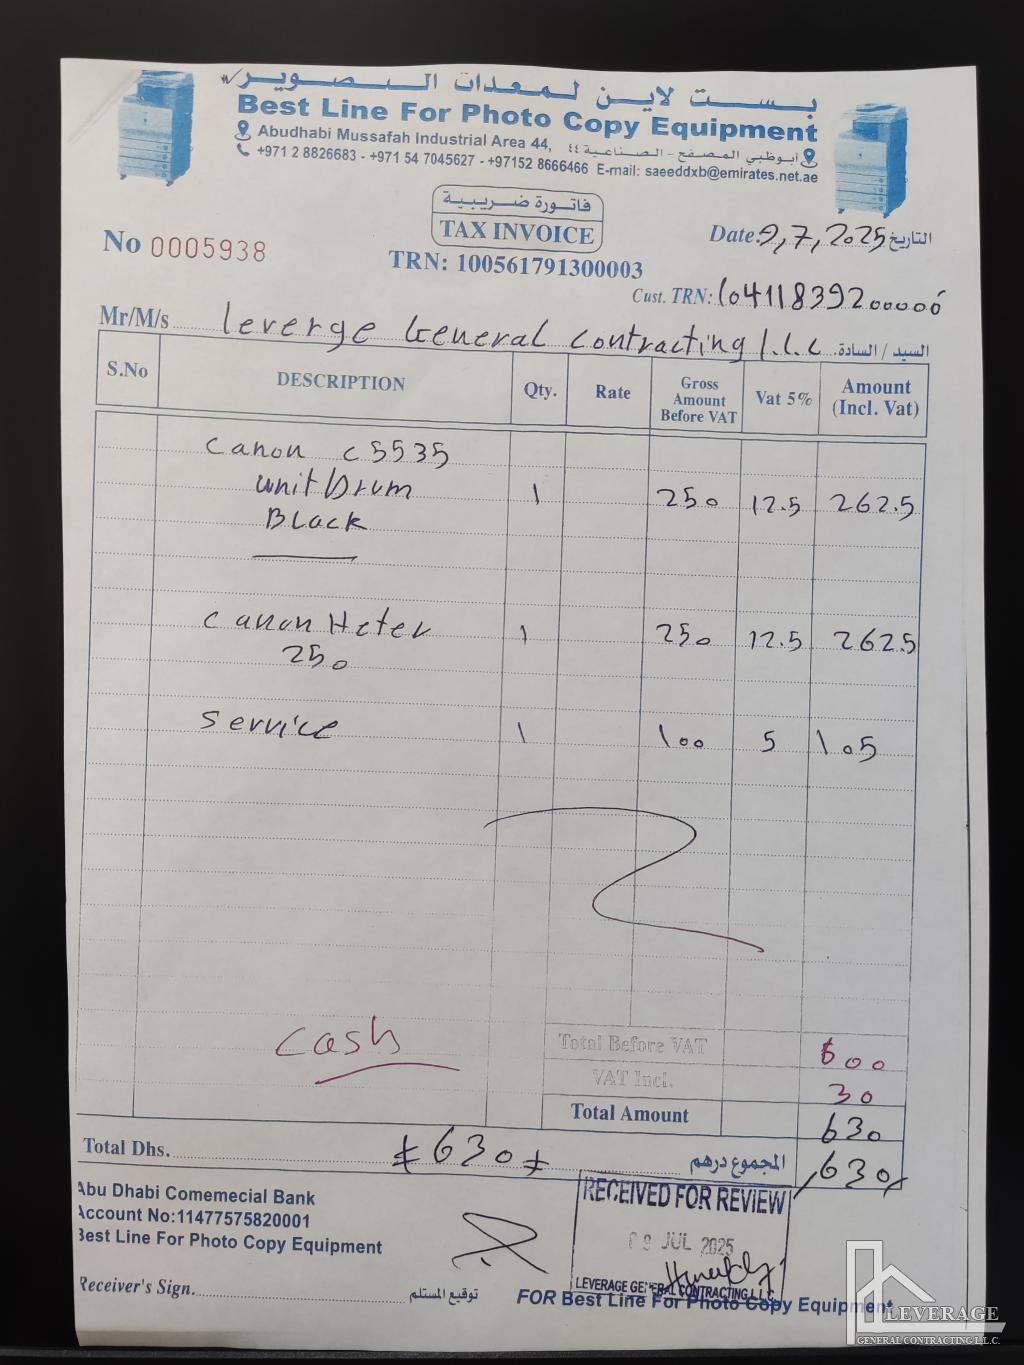 بست لاين لمعدات التصوير
Best Line For Photo Copy Equipment
Abudhabi Mussafah Industrial Area 44, أبوظبي المصفح - الصناعية ٤٤
+971 2 8826683 - +971 54 7045627 - +97152 8666466 E-mail: saeeddxb@emirates.net.ae
فاتورة ضريبية
TAX INVOICE
No 0005938
Date: 9,7,2025 التاريخ
TRN: 100561791300003
Cust. TRN: 10411839200000
Mr/M/s Leverge General Contracting l.l.c السيد / السادة
S.No DESCRIPTION Qty. Rate Gross Amount Before VAT Vat 5% Amount (Incl. Vat)
Canon C5535
unit Drum 1 250 12.5 262.5
Black
Canon Heter 1 250 12.5 262.5
250
Service 1 100 5 105
Cash
Total Before VAT 600
VAT Incl. 30
Total Amount 630
Total Dhs. ≠630≠ المجموع درهم 630/
Abu Dhabi Comemecial Bank
Account No:11477575820001
Best Line For Photo Copy Equipment
RECEIVED FOR REVIEW
09 JUL 2025
LEVERAGE GENERAL CONTRACTING L.L.C
Receiver's Sign. توقيع المستلم
FOR Best Line For Photo Copy Equipment
LEVERAGE
GENERAL CONTRACTING L.L.C.